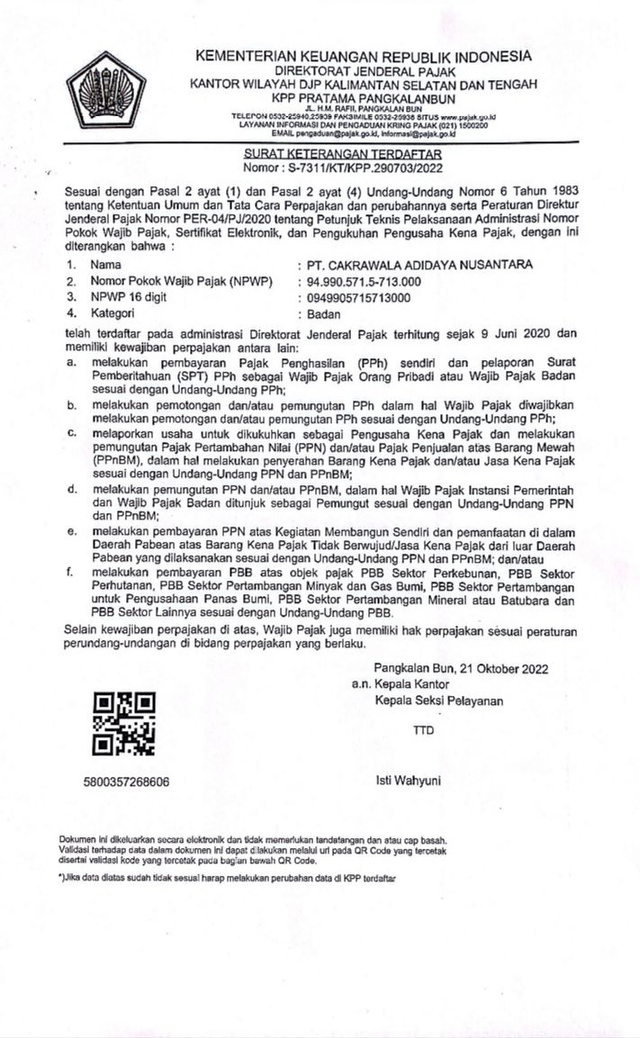 KEMENTERIAN KEUANGAN REPUBLIK INDONESIA
DIREKTORAT JENDERAL PAJAK
KANTOR WILAYAH DJP KALIMANTAN SELATAN DAN TENGAH
KPP PRATAMA PANGKALANBUN
JL. H.M. RAFII, PANGKALAN BUN
TELEPON 0532-25940,25939 FAKSIMILE 0532-25936 SITUS www.pajak.go.id
LAYANAN INFORMASI DAN PENGADUAN KRING PAJAK (021) 1500200
EMAIL pengaduan@pajak.go.id, informasi@pajak.go.id
SURAT KETERANGAN TERDAFTAR
Nomor : S-7311/KT/KPP.290703/2022
Sesuai dengan Pasal 2 ayat (1) dan Pasal 2 ayat (4) Undang-Undang Nomor 6 Tahun 1983
tentang Ketentuan Umum dan Tata Cara Perpajakan dan perubahannya serta Peraturan Direktur
Jenderal Pajak Nomor PER-04/PJ/2020 tentang Petunjuk Teknis Pelaksanaan Administrasi Nomor
Pokok Wajib Pajak, Sertifikat Elektronik, dan Pengukuhan Pengusaha Kena Pajak, dengan ini
diterangkan bahwa :
1. Nama : PT. CAKRAWALA ADIDAYA NUSANTARA
2. Nomor Pokok Wajib Pajak (NPWP) : 94.990.571.5-713.000
3. NPWP 16 digit : 0949905715713000
4. Kategori : Badan
telah terdaftar pada administrasi Direktorat Jenderal Pajak terhitung sejak 9 Juni 2020 dan
memiliki kewajiban perpajakan antara lain:
a. melakukan pembayaran Pajak Penghasilan (PPh) sendiri dan pelaporan Surat
Pemberitahuan (SPT) PPh sebagai Wajib Pajak Orang Pribadi atau Wajib Pajak Badan
sesuai dengan Undang-Undang PPh;
b. melakukan pemotongan dan/atau pemungutan PPh dalam hal Wajib Pajak diwajibkan
melakukan pemotongan dan/atau pemungutan PPh sesuai dengan Undang-Undang PPh;
c. melaporkan usaha untuk dikukuhkan sebagai Pengusaha Kena Pajak dan melakukan
pemungutan Pajak Pertambahan Nilai (PPN) dan/atau Pajak Penjualan atas Barang Mewah
(PPnBM), dalam hal melakukan penyerahan Barang Kena Pajak dan/atau Jasa Kena Pajak
sesuai dengan Undang-Undang PPN dan PPnBM;
d. melakukan pemungutan PPN dan/atau PPnBM, dalam hal Wajib Pajak Instansi Pemerintah
dan Wajib Pajak Badan ditunjuk sebagai Pemungut sesuai dengan Undang-Undang PPN
dan PPnBM;
e. melakukan pembayaran PPN atas Kegiatan Membangun Sendiri dan pemanfaatan di dalam
Daerah Pabean atas Barang Kena Pajak Tidak Berwujud/Jasa Kena Pajak dari luar Daerah
Pabean yang dilaksanakan sesuai dengan Undang-Undang PPN dan PPnBM; dan/atau
f. melakukan pembayaran PBB atas objek pajak PBB Sektor Perkebunan, PBB Sektor
Perhutanan, PBB Sektor Pertambangan Minyak dan Gas Bumi, PBB Sektor Pertambangan
untuk Pengusahaan Panas Bumi, PBB Sektor Pertambangan Mineral atau Batubara dan
PBB Sektor Lainnya sesuai dengan Undang-Undang PBB.
Selain kewajiban perpajakan di atas, Wajib Pajak juga memiliki hak perpajakan sesuai peraturan
perundang-undangan di bidang perpajakan yang berlaku.
Pangkalan Bun, 21 Oktober 2022
a.n. Kepala Kantor
Kepala Seksi Pelayanan
TTD
5800357268606
Isti Wahyuni
Dokumen ini dikeluarkan secara elektronik dan tidak memerlukan tandatangan dan atau cap basah.
Validasi terhadap data dalam dokumen ini dapat dilakukan melalui url pada QR Code yang tercetak
disertai validasi kode yang tercetak pada bagian bawah QR Code.
*)Jika data diatas sudah tidak sesuai harap melakukan perubahan data di KPP terdaftar